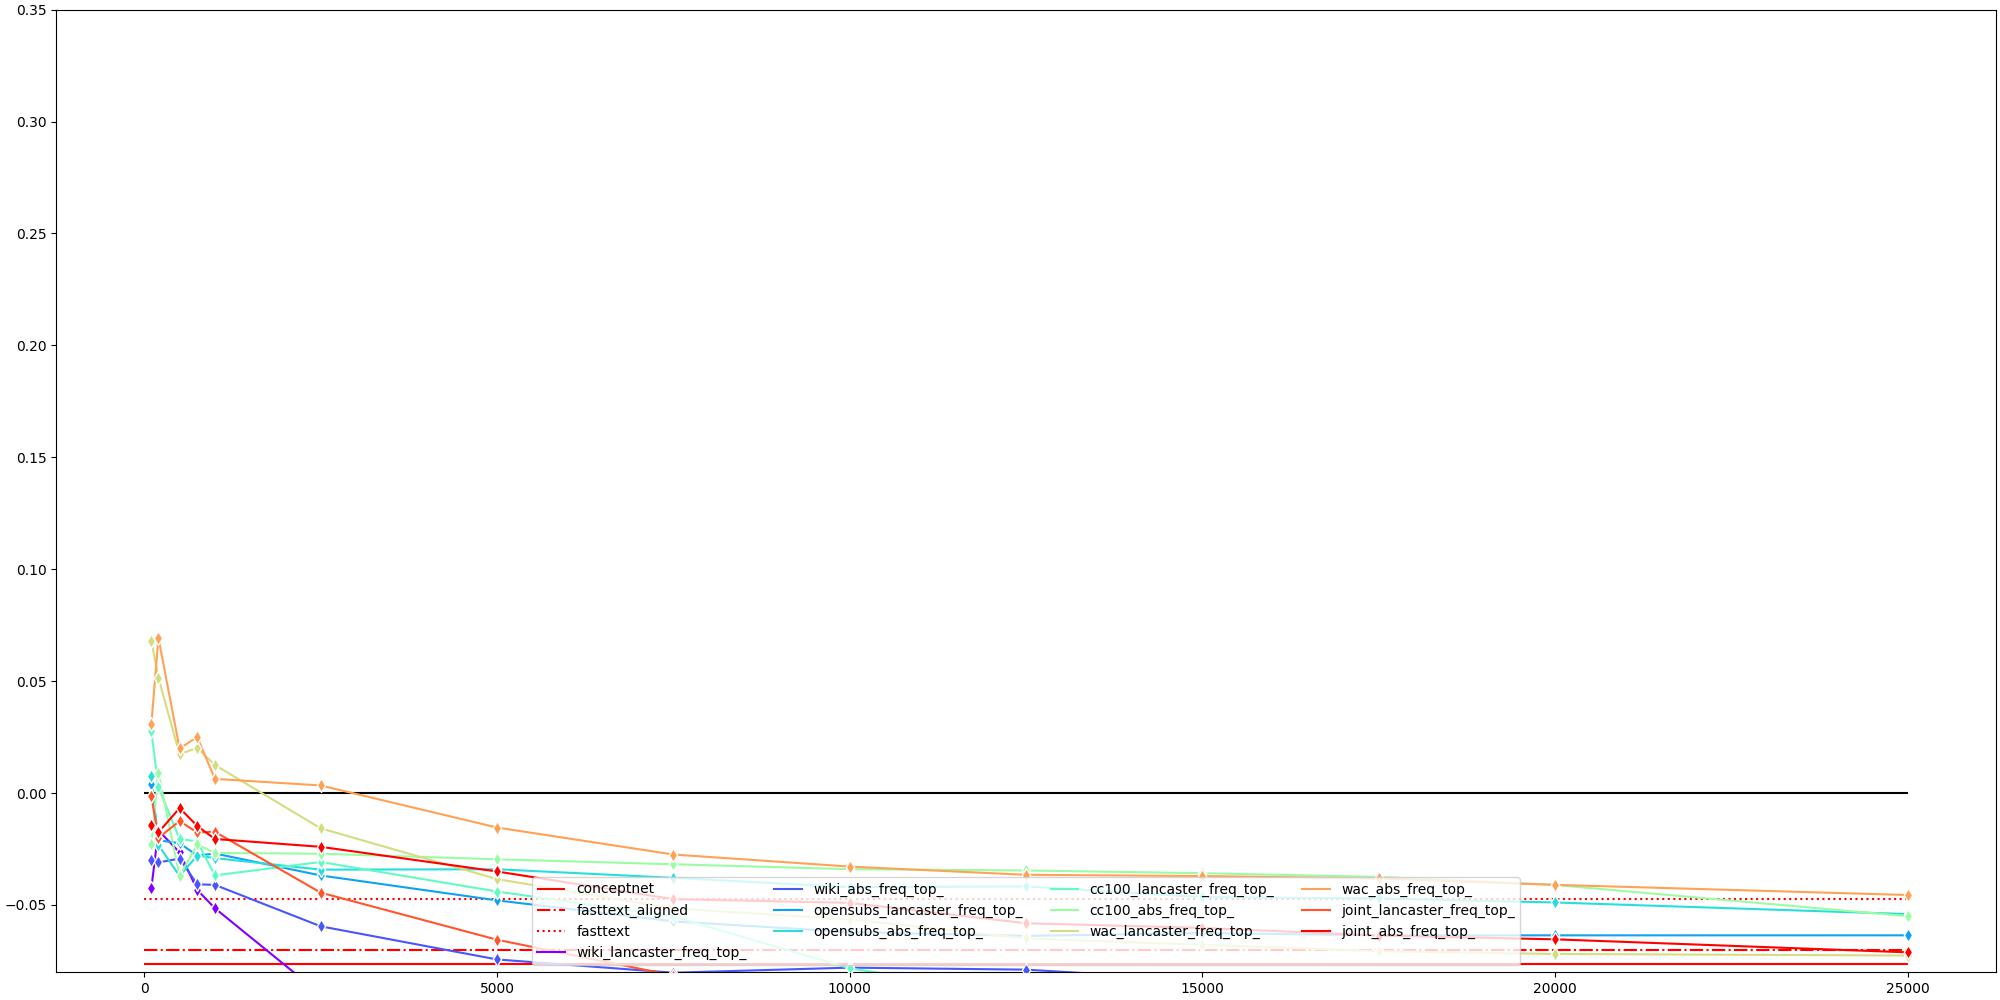 0.35
0.30
0.25
0.20
0.15
0.10
0.05
0.00
−0.05
conceptnet
fasttext_aligned
fasttext
wiki_lancaster_freq_top_
wiki_abs_freq_top_
opensubs_lancaster_freq_top_
opensubs_abs_freq_top_
cc100_lancaster_freq_top_
cc100_abs_freq_top_
wac_lancaster_freq_top_
wac_abs_freq_top_
joint_lancaster_freq_top_
joint_abs_freq_top_
0 5000 10000 15000 20000 25000